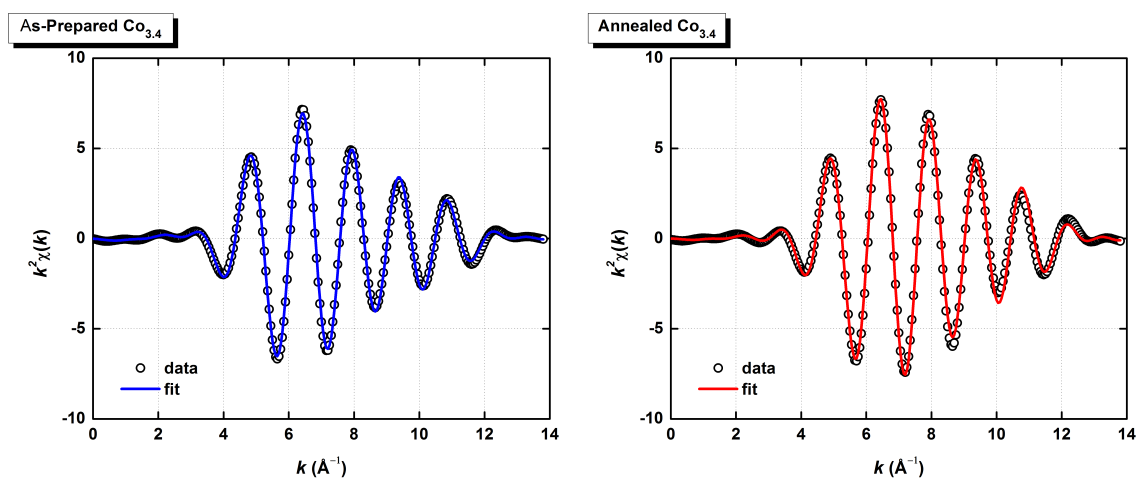 As-Prepared Co3.4
10
5
0
-5
-10
k²χ(k)
data
fit
0 2 4 6 8 10 12 14
k (Å⁻¹)
Annealed Co3.4
10
5
0
-5
-10
k²χ(k)
data
fit
0 2 4 6 8 10 12 14
k (Å⁻¹)